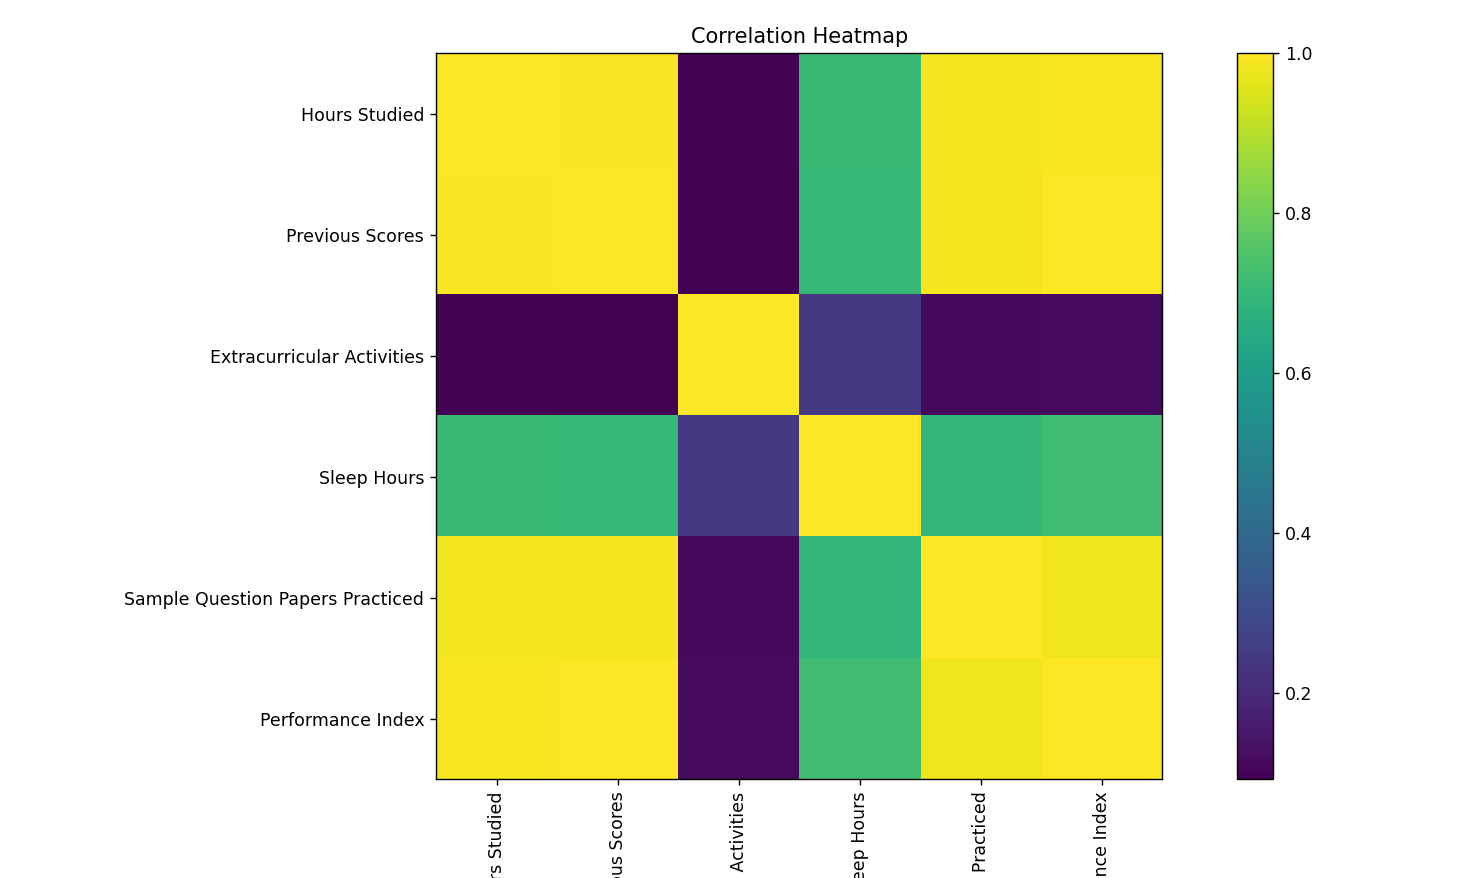 Correlation Heatmap
Hours Studied
Previous Scores
Extracurricular Activities
Sleep Hours
Sample Question Papers Practiced
Performance Index
1.0
0.8
0.6
0.4
0.2
rs Studied
ous Scores
Activities
eep Hours
Practiced
nce Index